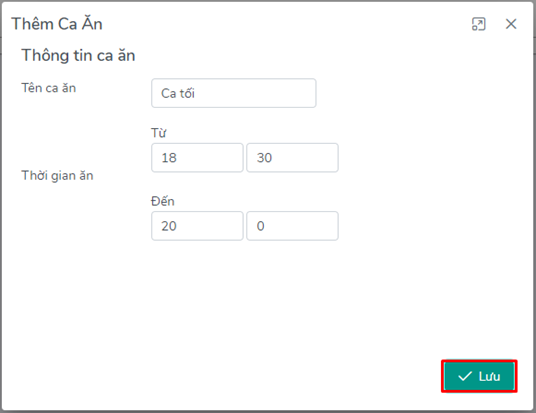 Thêm Ca Ăn
Thông tin ca ăn
Tên ca ăn
Ca tối
Từ
18 30
Thời gian ăn
Đến
20 0
Lưu